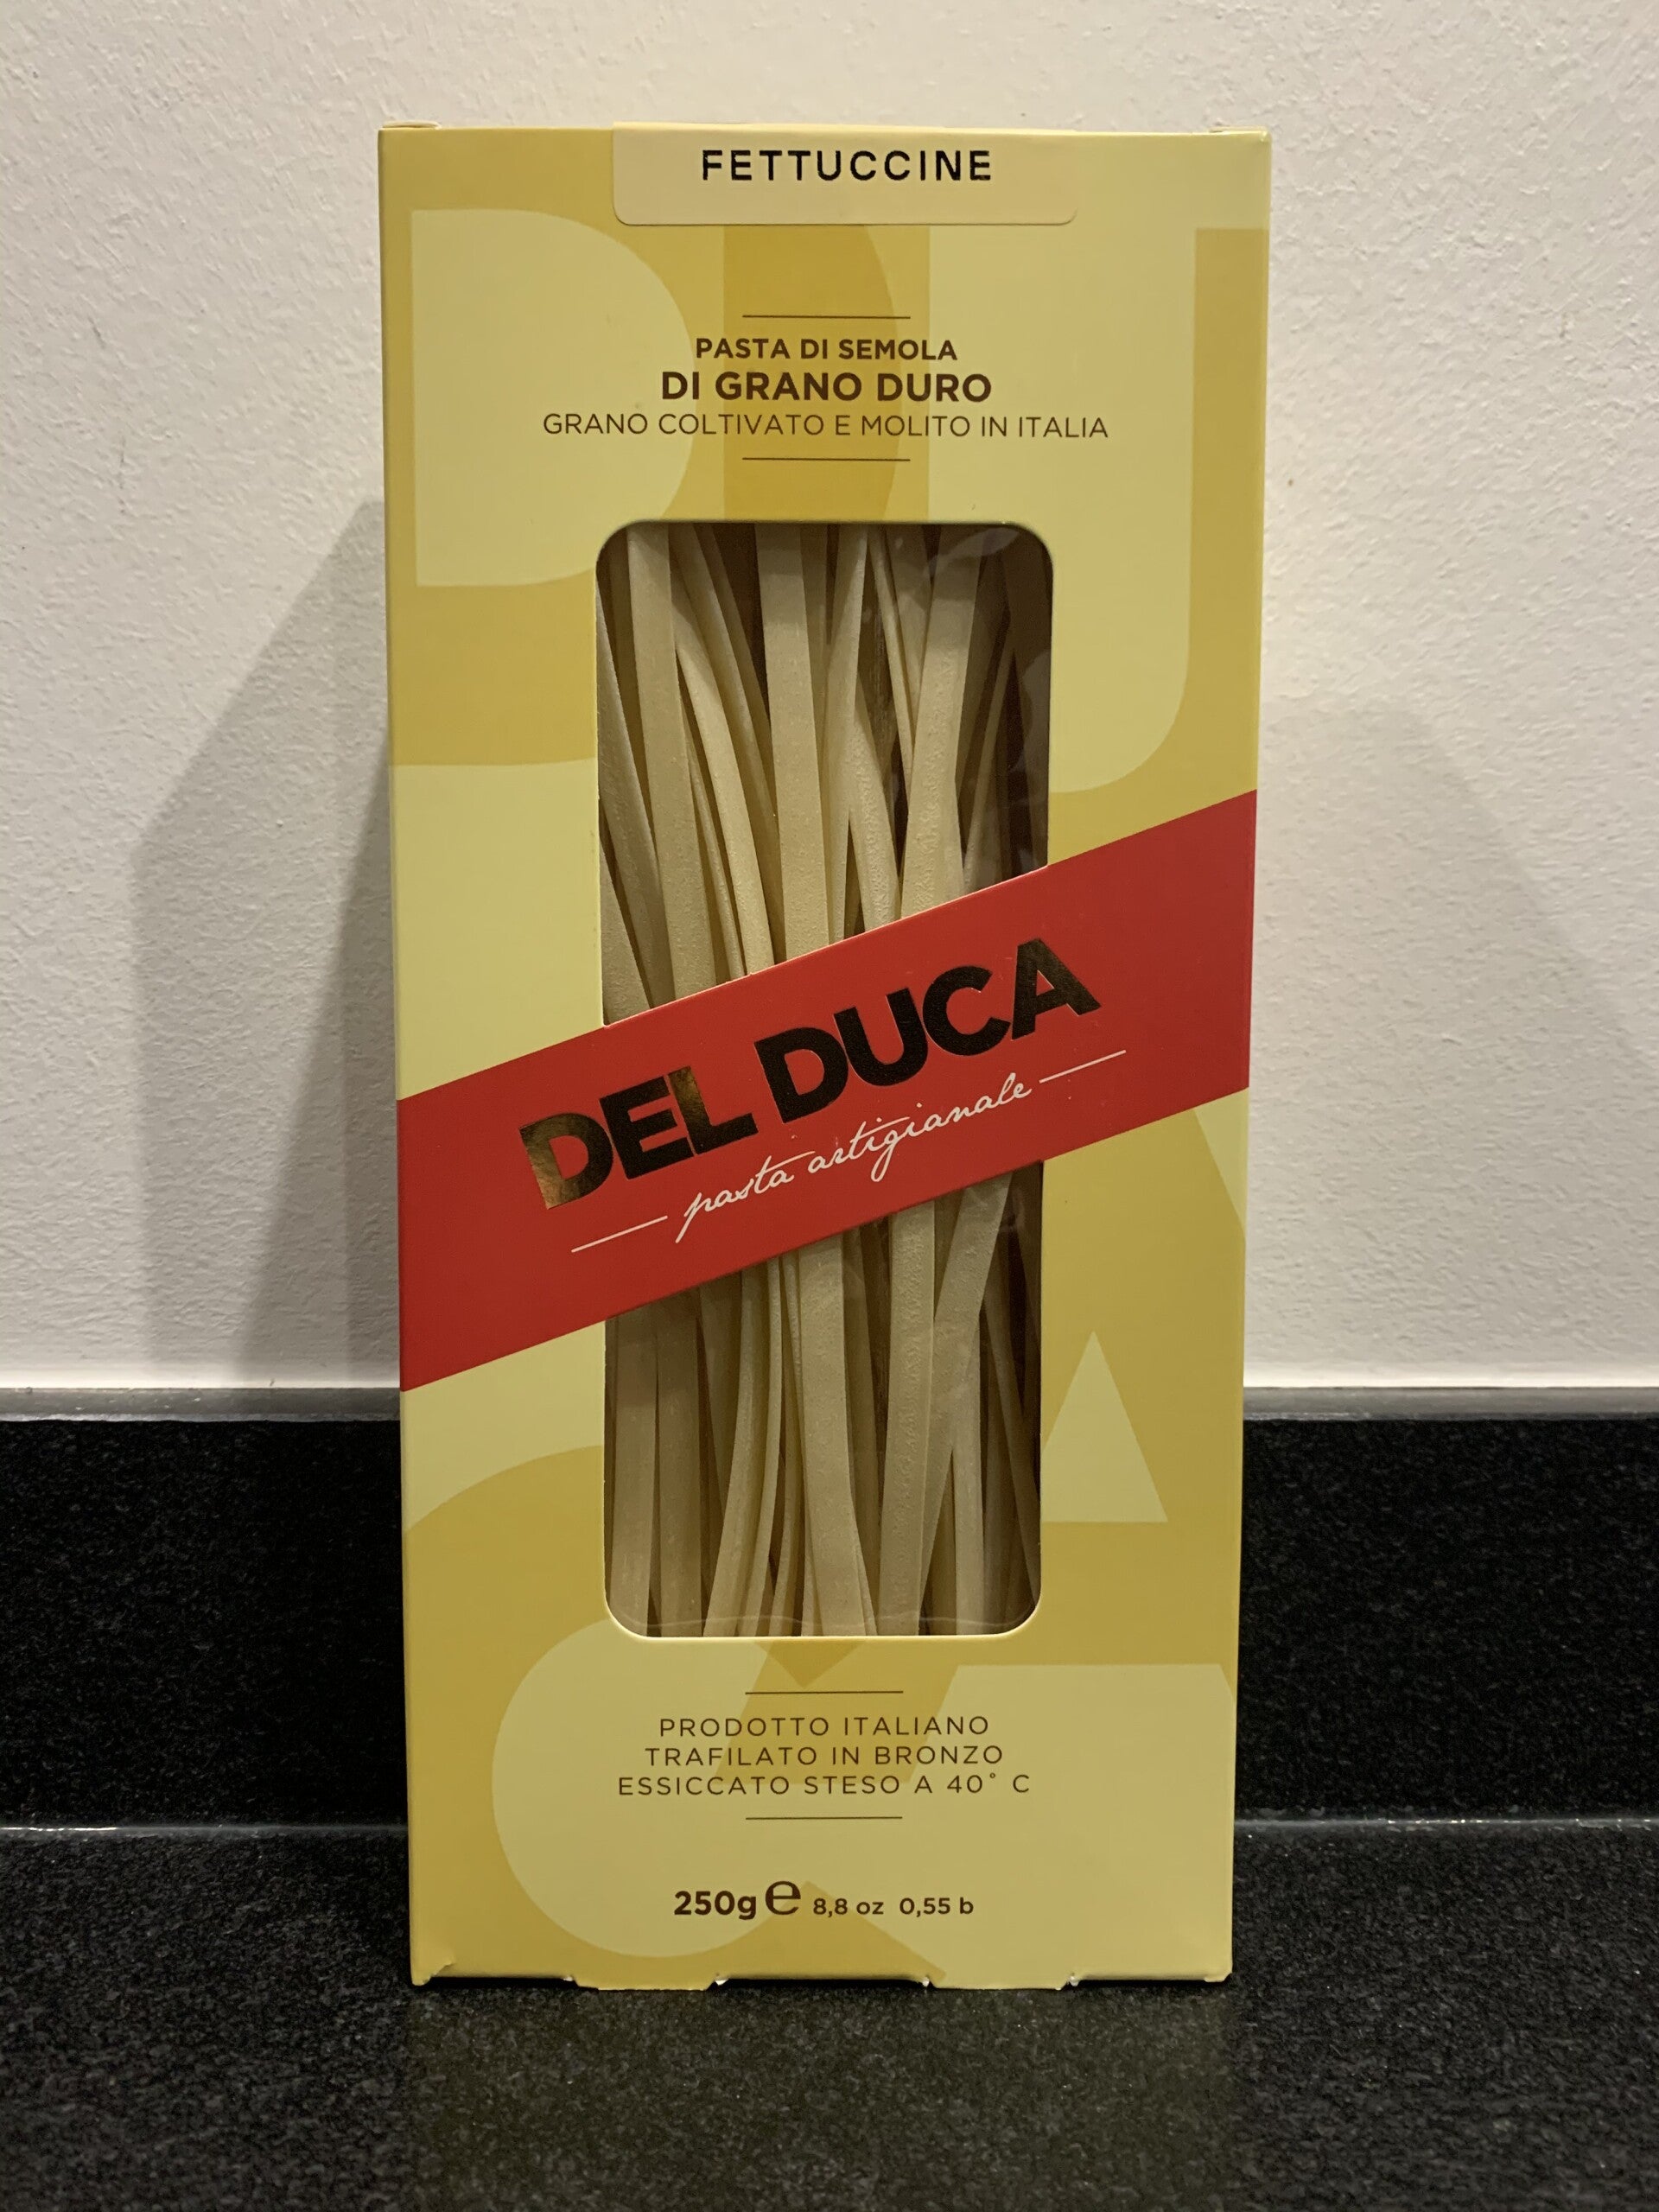 FETTUCCINE
PASTA DI SEMOLA
DI GRANO DURO
GRANO COLTIVATO E MOLITO IN ITALIA
DEL DUCA
pasta artigianale
PRODOTTO ITALIANO
TRAFILATO IN BRONZO
ESSICCATO STESO A 40° C
250g ℮ 8,8 oz 0,55 b